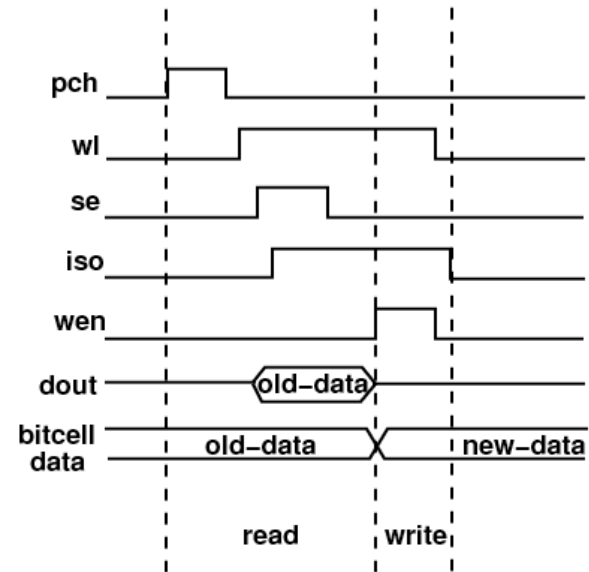 pch
wl
se
iso
wen
dout
old–data
bitcell
data
old–data
new–data
read
write